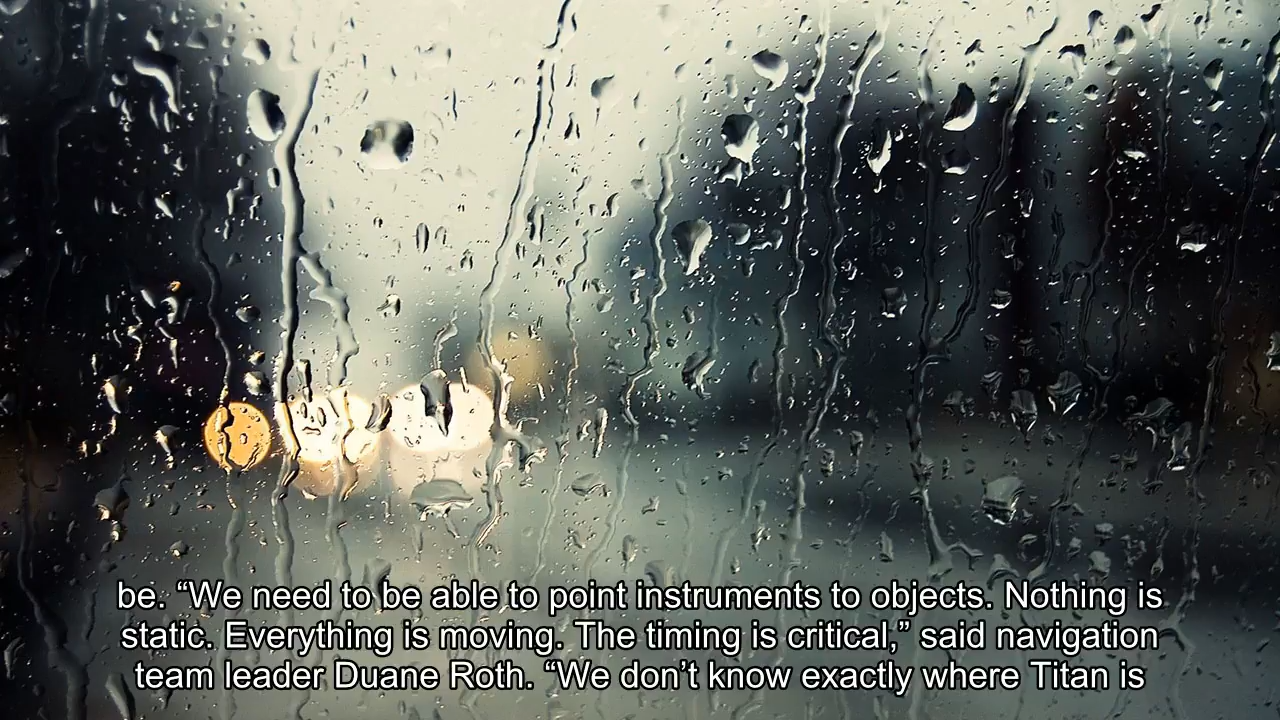 be. “We need to be able to point instruments to objects. Nothing is
static. Everything is moving. The timing is critical,” said navigation
team leader Duane Roth. “We don’t know exactly where Titan is